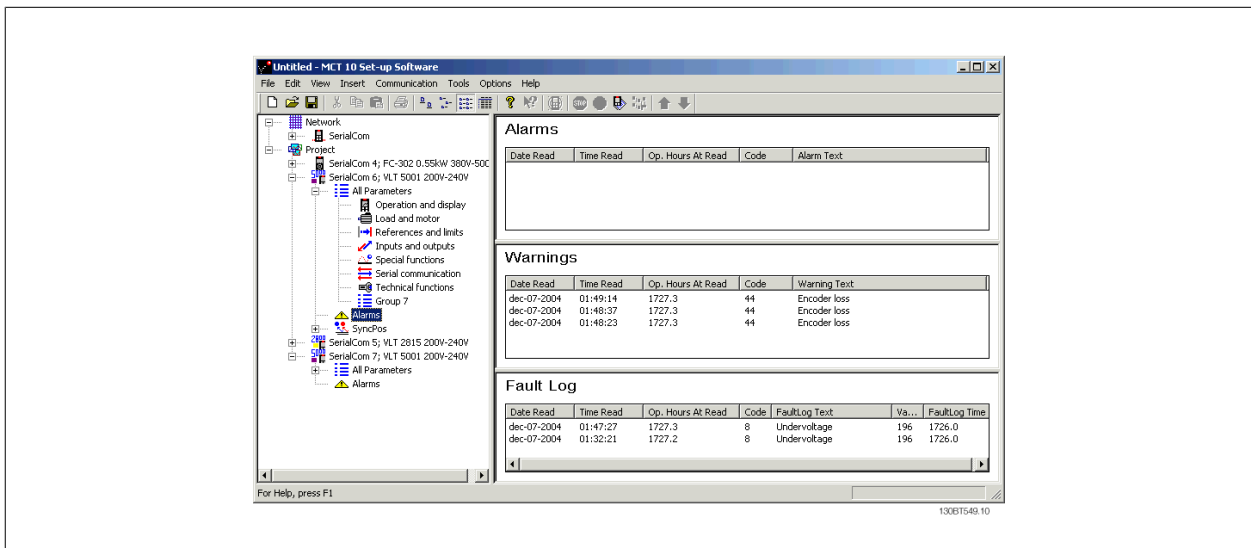 Untitled - MCT 10 Set-up Software
File Edit View Insert Communication Tools Options Help
STOP
Network
SerialCom
Project
SerialCom 4; FC-302 0.55kW 380V-50
SerialCom 6; VLT 5001 200V-240V
All Parameters
Operation and display
Load and motor
References and limits
Inputs and outputs
Special functions
Serial communication
Technical functions
Group 7
Alarms
SyncPos
SerialCom 5; VLT 2815 200V-240V
SerialCom 7; VLT 5001 200V-240V
All Parameters
Alarms
Alarms
Date Read Time Read Op. Hours At Read Code Alarm Text
Warnings
Date Read Time Read Op. Hours At Read Code Warning Text
dec-07-2004 01:49:14 1727.3 44 Encoder loss
dec-07-2004 01:48:37 1727.3 44 Encoder loss
dec-07-2004 01:48:23 1727.3 44 Encoder loss
Fault Log
Date Read Time Read Op. Hours At Read Code FaultLog Text Va... FaultLog Time
dec-07-2004 01:47:27 1727.3 8 Undervoltage 196 1726.0
dec-07-2004 01:32:21 1727.2 8 Undervoltage 196 1726.0
For Help, press F1
130BT549.10